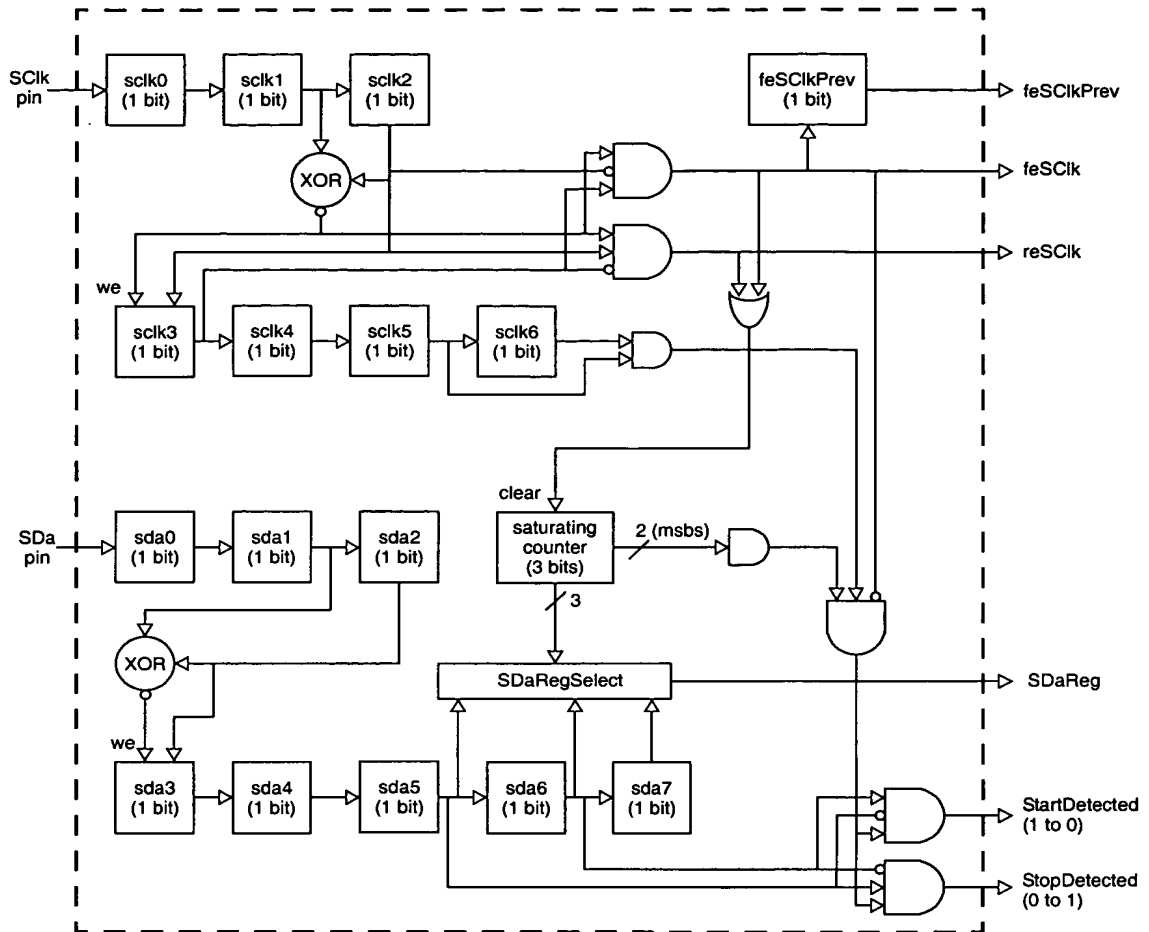 SClk
pin
sclk0
(1 bit)
sclk1
(1 bit)
sclk2
(1 bit)
feSClkPrev
(1 bit)
feSClkPrev
XOR
feSClk
reSClk
we
sclk3
(1 bit)
sclk4
(1 bit)
sclk5
(1 bit)
sclk6
(1 bit)
clear
SDa
pin
sda0
(1 bit)
sda1
(1 bit)
sda2
(1 bit)
saturating
counter
(3 bits)
2 (msbs)
3
XOR
SDaRegSelect
SDaReg
we
sda3
(1 bit)
sda4
(1 bit)
sda5
(1 bit)
sda6
(1 bit)
sda7
(1 bit)
StartDetected
(1 to 0)
StopDetected
(0 to 1)